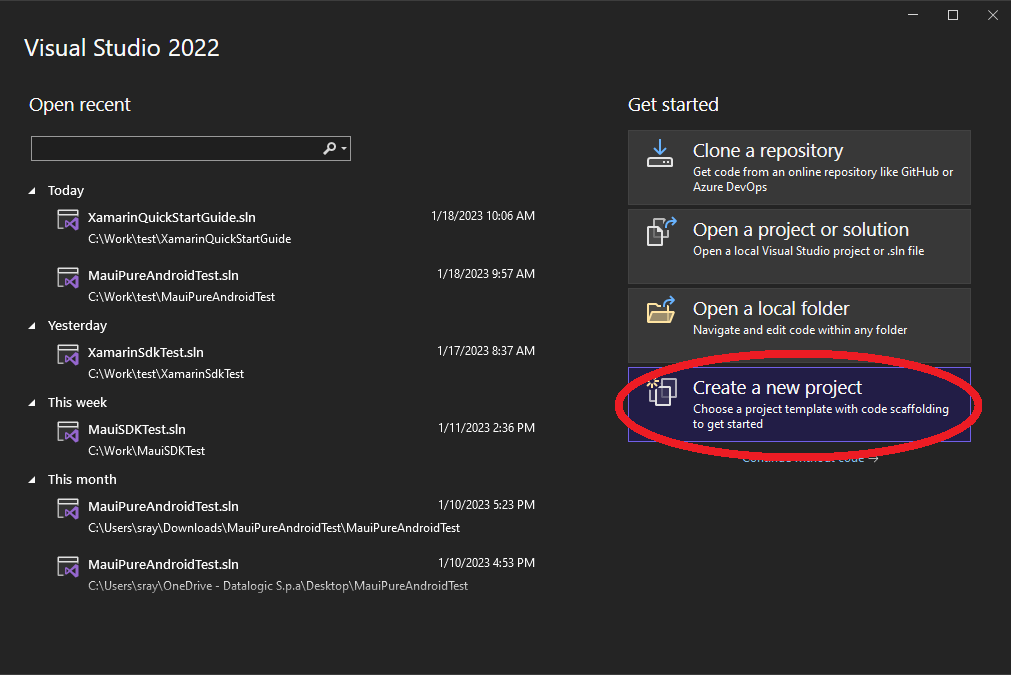 Visual Studio 2022
Open recent
Today
XamarinQuickStartGuide.sln
1/18/2023 10:06 AM
C:\Work\test\XamarinQuickStartGuide
MauiPureAndroidTest.sln
1/18/2023 9:57 AM
C:\Work\test\MauiPureAndroidTest
Yesterday
XamarinSdkTest.sln
1/17/2023 8:37 AM
C:\Work\test\XamarinSdkTest
This week
MauiSDKTest.sln
1/11/2023 2:36 PM
C:\Work\MauiSDKTest
This month
MauiPureAndroidTest.sln
1/10/2023 5:23 PM
C:\Users\sray\Downloads\MauiPureAndroidTest\MauiPureAndroidTest
MauiPureAndroidTest.sln
1/10/2023 4:53 PM
C:\Users\sray\OneDrive - Datalogic S.p.a\Desktop\MauiPureAndroidTest
Get started
Clone a repository
Get code from an online repository like GitHub or
Azure DevOps
Open a project or solution
Open a local Visual Studio project or .sln file
Open a local folder
Navigate and edit code within any folder
Create a new project
Choose a project template with code scaffolding
to get started
Continue without code →